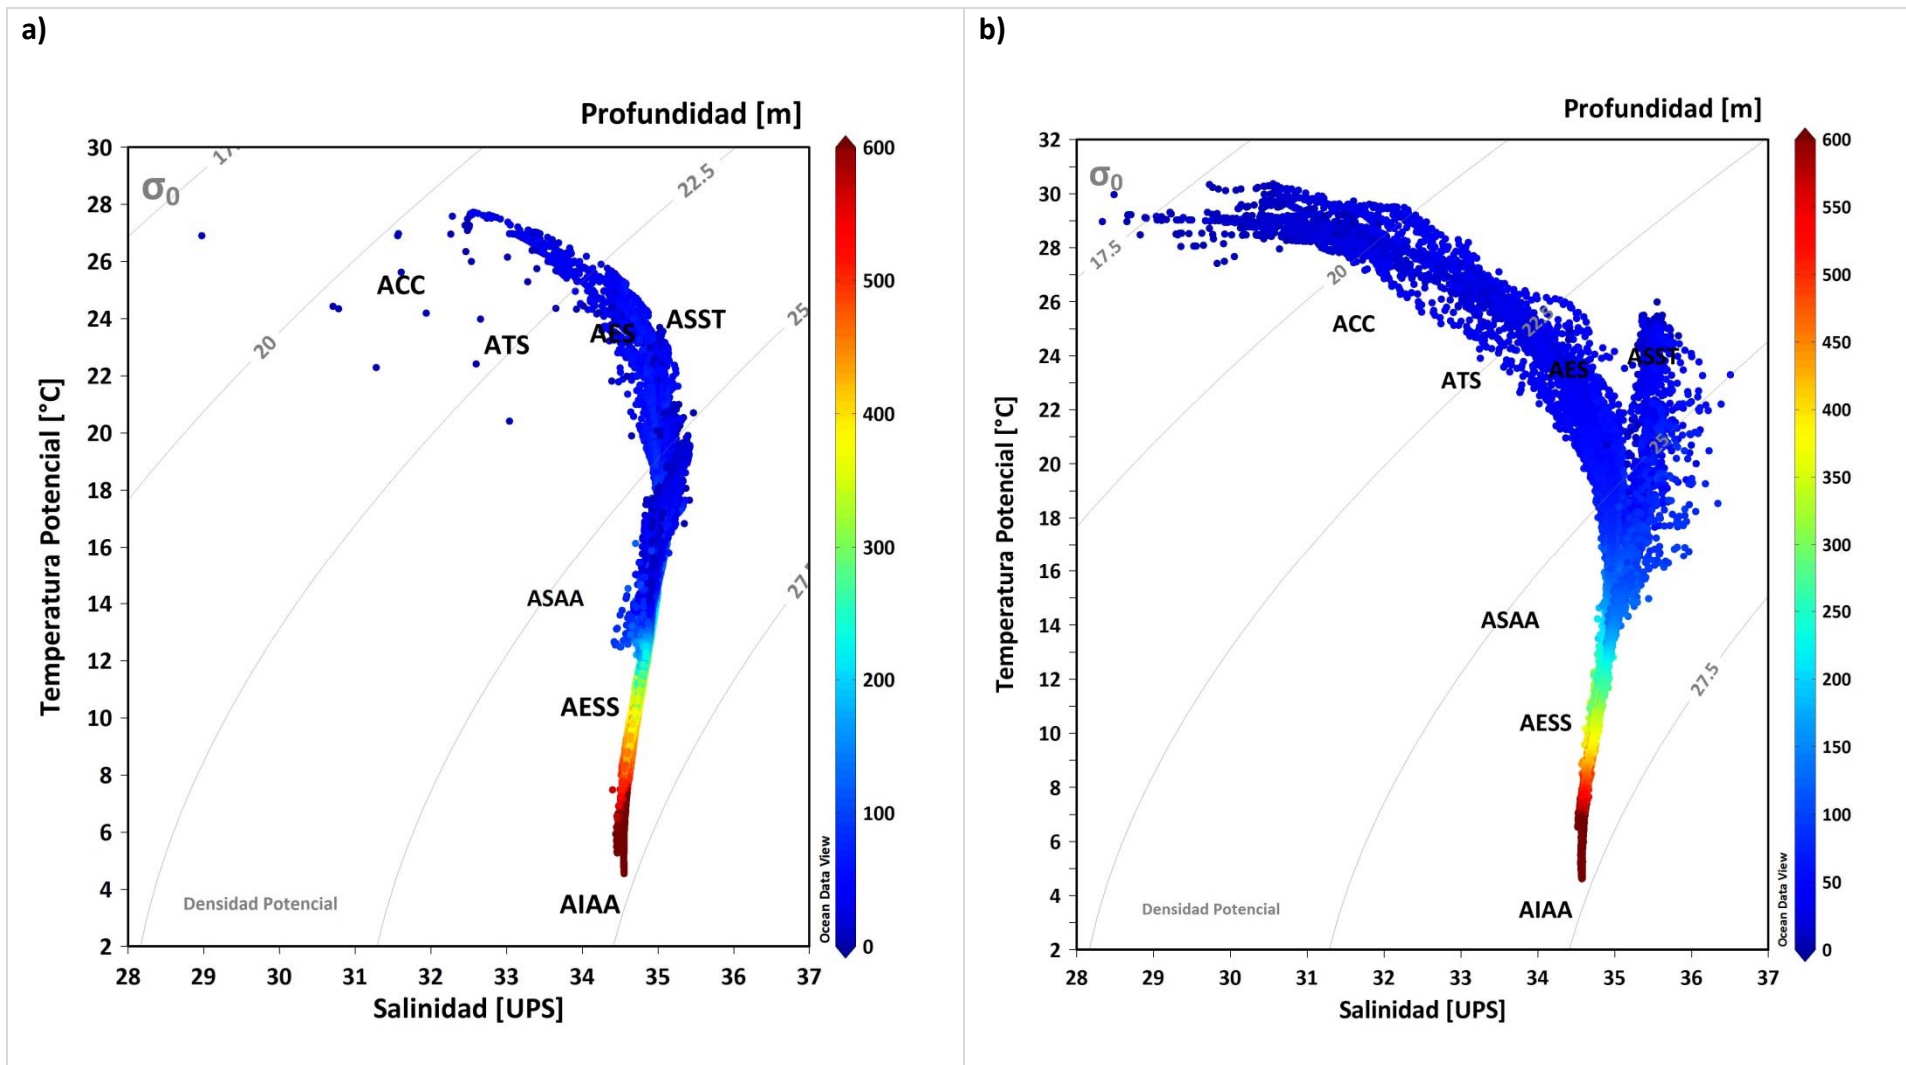 a)
Profundidad [m]
σ0
17.
22.5
20
25
27.
30
28
26
24
22
20
18
16
14
12
10
8
6
4
2
Temperatura Potencial [°C]
ACC
ATS
AES
ASST
ASAA
AESS
AIAA
Densidad Potencial
Ocean Data View
600
500
400
300
200
100
0
28 29 30 31 32 33 34 35 36 37
Salinidad [UPS]
b)
Profundidad [m]
σ0
17.5
20
22.5
25
27.5
32
30
28
26
24
22
20
18
16
14
12
10
8
6
4
2
Temperatura Potencial [°C]
ACC
ATS
AES
ASST
ASAA
AESS
AIAA
Densidad Potencial
Ocean Data View
600
550
500
450
400
350
300
250
200
150
100
50
0
28 29 30 31 32 33 34 35 36 37
Salinidad [UPS]